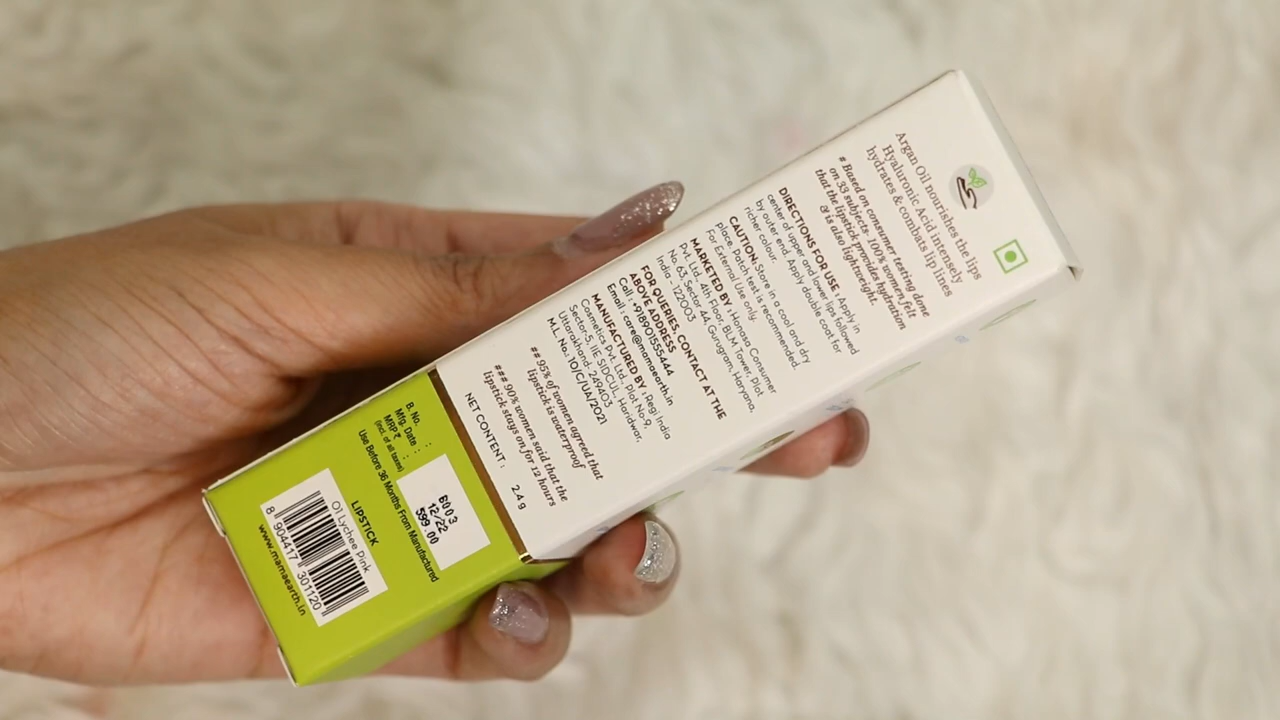 Argan Oil nourishes the lips
Hyaluronic Acid intensely
hydrates & combats lip lines
# Based on consumer testing done
on 33 subjects. 100% women felt
that the lipstick provides hydration
& is also lightweight.
DIRECTIONS FOR USE : Apply in
center of upper and lower lips followed
by outer end. Apply double coat for
richer colour.
CAUTION: Store in a cool and dry
place. Patch test is recommended.
For External Use only.
MARKETED BY : Honasa Consumer
Pvt. Ltd., 4th Floor, BLM Tower, Plot
No. 63, Sector 44, Gurugram, Haryana,
India - 122003
FOR QUERIES, CONTACT AT THE
ABOVE ADDRESS
Call : +918901555444
Email : care@mamaearth.in
MANUFACTURED BY : Regi India
Cosmetics Pvt. Ltd., Plot No-9,
Sector-5, IIE SIDCUL, Haridwar,
Uttarakhand. 249403
M.L. No.: 10/C/UA/2021
## 95% of women agreed that
lipstick is waterproof
### 90% women said that the
lipstick stays on for 12 hours
NET CONTENT : 2.4 g
B. No. :
Mfg. Date :
MRP ₹ :
(Incl. of all taxes)
B003
12/22
599.00
Use Before 36 Months From Manufactured
LIPSTICK
01 Lychee Pink
8 904417 301120
www.mamaearth.in